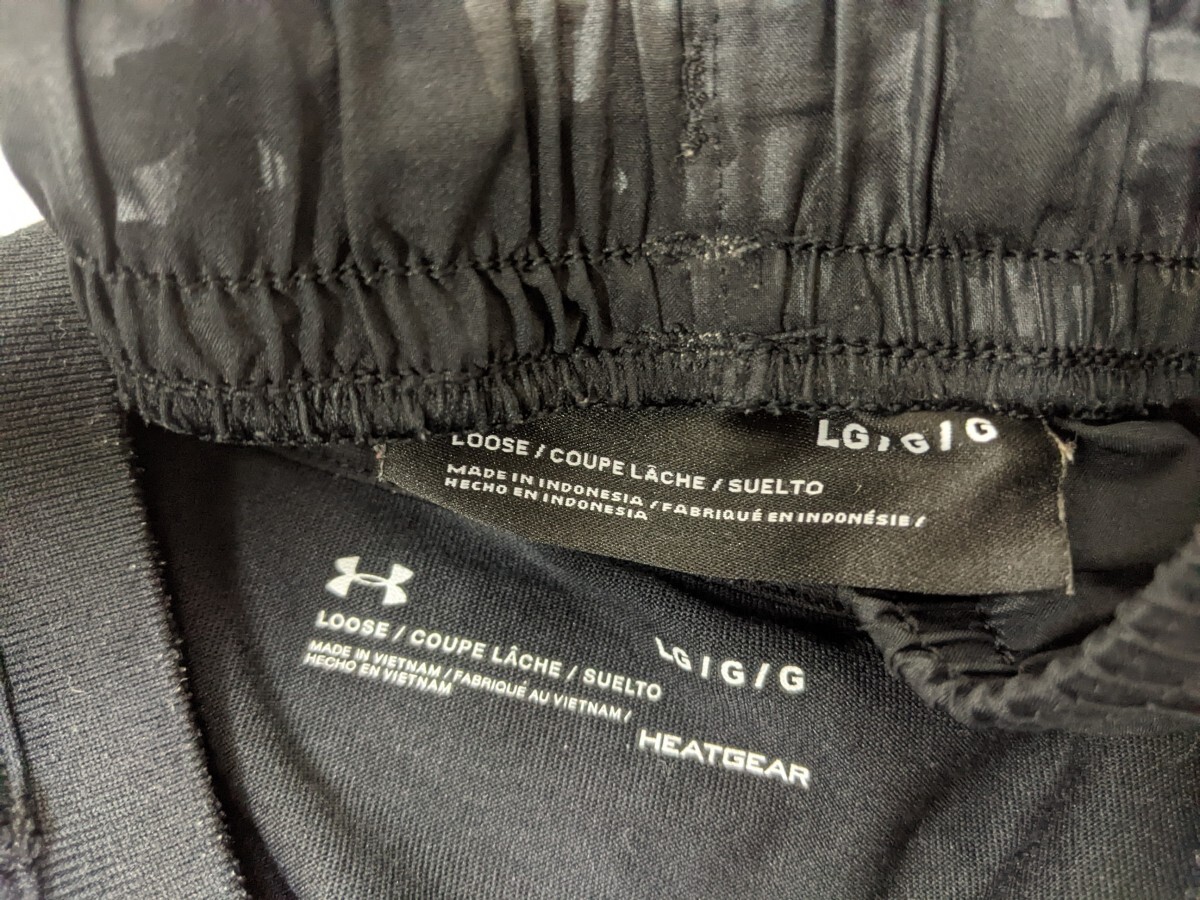 LOOSE / COUPE LÂCHE / SUELTO
LG / G / G
MADE IN INDONESIA / FABRIQUÉ EN INDONÉSIE /
HECHO EN INDONESIA
LOOSE / COUPE LÂCHE / SUELTO
LG / G / G
MADE IN VIETNAM / FABRIQUÉ AU VIETNAM /
HECHO EN VIETNAM
HEATGEAR